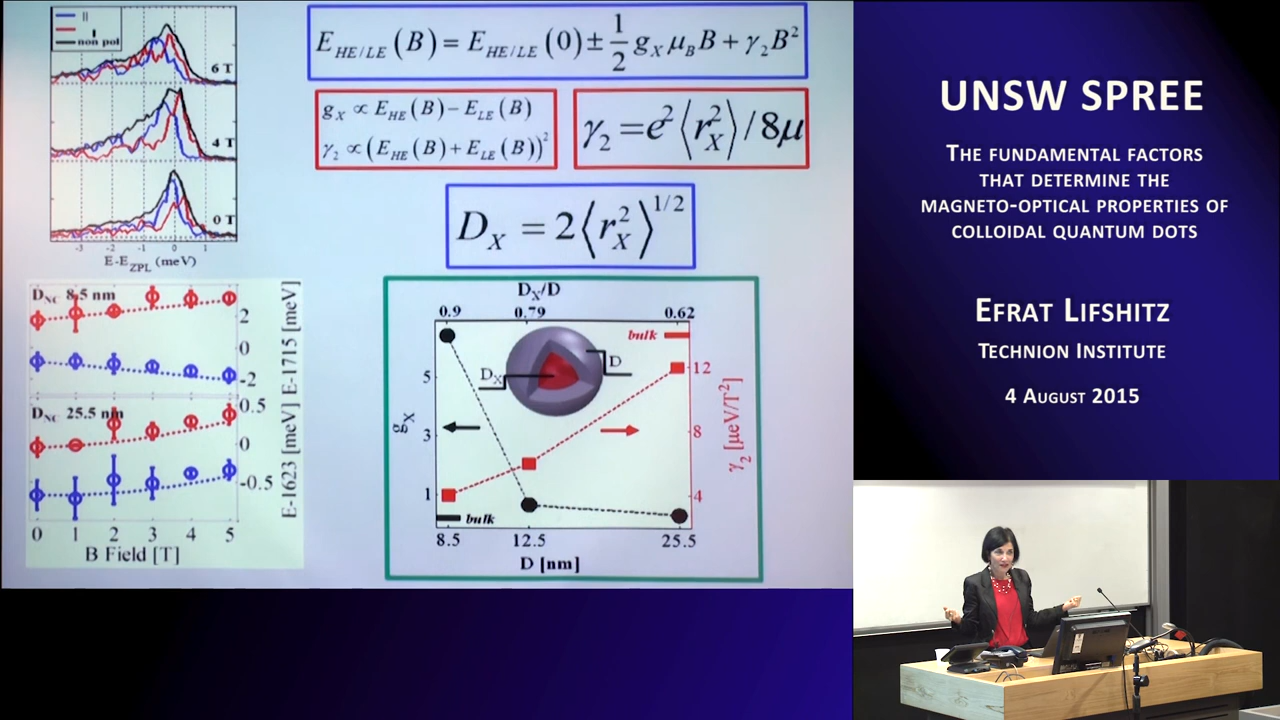 ||
⊥
non pol
6 T
4 T
0 T
-3 -2 -1 0 1
E-E_ZPL (meV)
E_HE/LE (B) = E_HE/LE (0) ± 1/2 g_X μ_B B + γ_2 B^2
g_X ∝ E_HE (B) − E_LE (B)
γ_2 ∝ (E_HE (B) + E_LE (B))^2
γ_2 = e^2 ⟨r_X^2⟩ / 8μ
D_X = 2 ⟨r_X^2⟩^1/2
D_NC 8.5 nm
2
0
-2
E-1715 [meV]
D_NC 25.5 nm
0.5
0
-0.5
E-1623 [meV]
0 1 2 3 4 5
B Field [T]
D_X/D
0.9 0.79 0.62
bulk
D
D_X
5
3
1
g_X
12
8
4
γ_2 [μeV/T^2]
bulk
8.5 12.5 25.5
D [nm]
UNSW SPREE
The fundamental factors
that determine the
magneto-optical properties of
colloidal quantum dots
Efrat Lifshitz
Technion Institute
4 August 2015